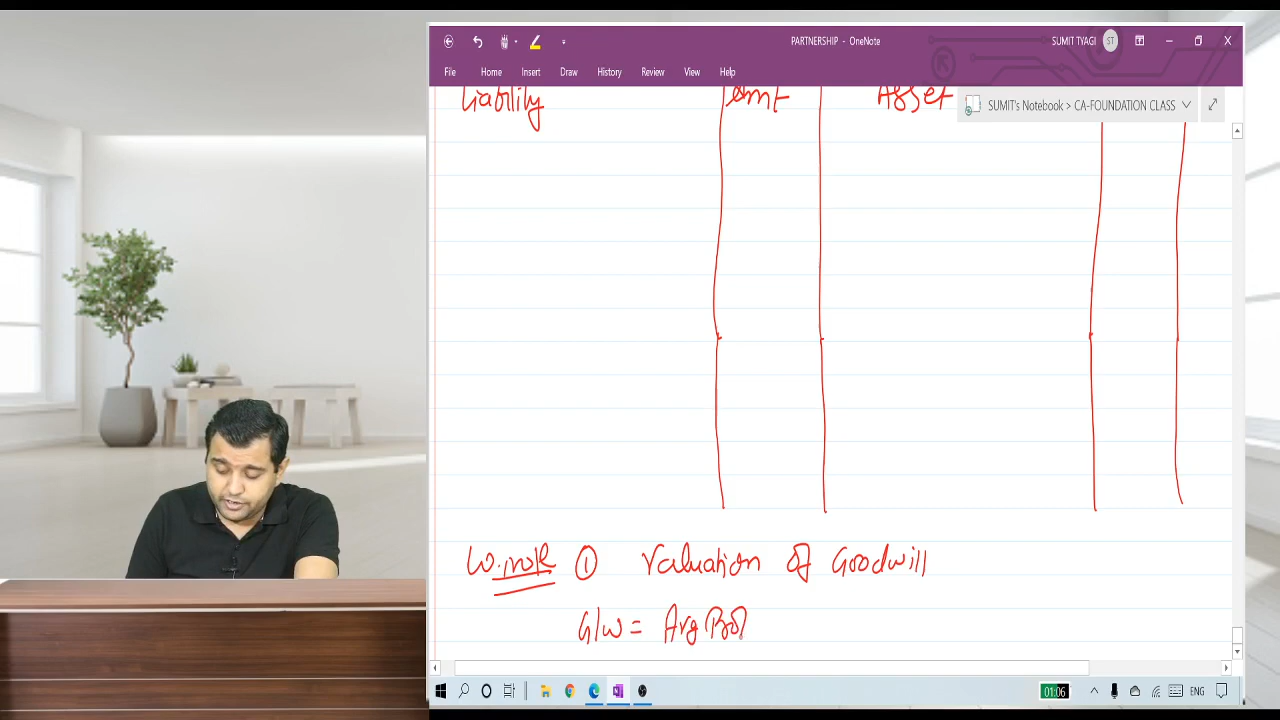 PARTNERSHIP - OneNote
SUMIT TYAGI ST
File Home Insert Draw History Review View Help
SUMIT's Notebook > CA-FOUNDATION CLASS
Liability Amt Asset
W.note ① Valuation of Goodwill
G/w = Avg Prof
01:06 ENG